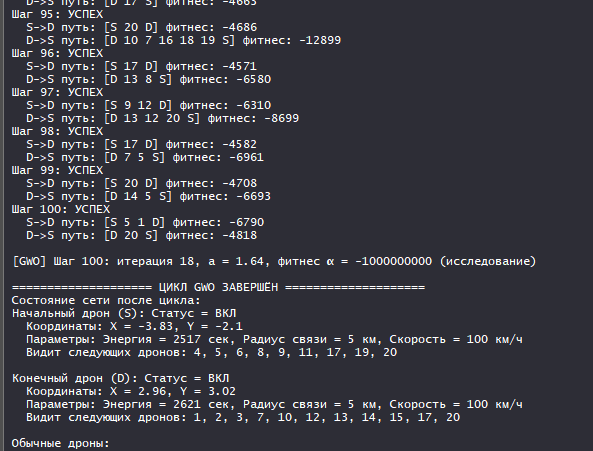 D->S путь: [D 17 S] фитнес: -4663
Шаг 95: УСПЕХ
S->D путь: [S 20 D] фитнес: -4686
D->S путь: [D 10 7 16 18 19 S] фитнес: -12899
Шаг 96: УСПЕХ
S->D путь: [S 17 D] фитнес: -4571
D->S путь: [D 13 8 S] фитнес: -6580
Шаг 97: УСПЕХ
S->D путь: [S 9 12 D] фитнес: -6310
D->S путь: [D 13 12 20 S] фитнес: -8699
Шаг 98: УСПЕХ
S->D путь: [S 17 D] фитнес: -4582
D->S путь: [D 7 5 S] фитнес: -6961
Шаг 99: УСПЕХ
S->D путь: [S 20 D] фитнес: -4708
D->S путь: [D 14 5 S] фитнес: -6693
Шаг 100: УСПЕХ
S->D путь: [S 5 1 D] фитнес: -6790
D->S путь: [D 20 S] фитнес: -4818
[GWO] Шаг 100: итерация 18, a = 1.64, фитнес α = -1000000000 (исследование)
==================== ЦИКЛ GWO ЗАВЕРШЁН ====================
Состояние сети после цикла:
Начальный дрон (S): Статус = ВКЛ
Координаты: X = -3.83, Y = -2.1
Параметры: Энергия = 2517 сек, Радиус связи = 5 км, Скорость = 100 км/ч
Видит следующих дронов: 4, 5, 6, 8, 9, 11, 17, 19, 20
Конечный дрон (D): Статус = ВКЛ
Координаты: X = 2.96, Y = 3.02
Параметры: Энергия = 2621 сек, Радиус связи = 5 км, Скорость = 100 км/ч
Видит следующих дронов: 1, 2, 3, 7, 10, 12, 13, 14, 15, 17, 20
Обычные дроны: